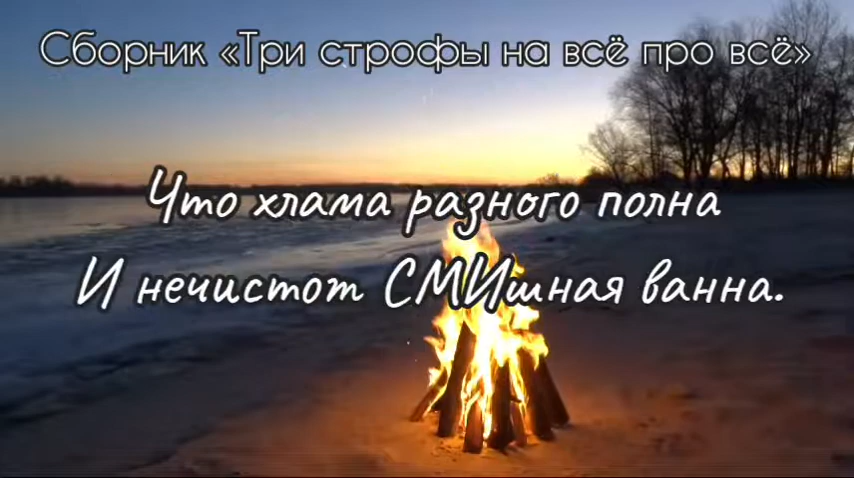 Сборник «Три строфы на всё про всё»
Что хлама разного полна
И нечистот СМИшная ванна.